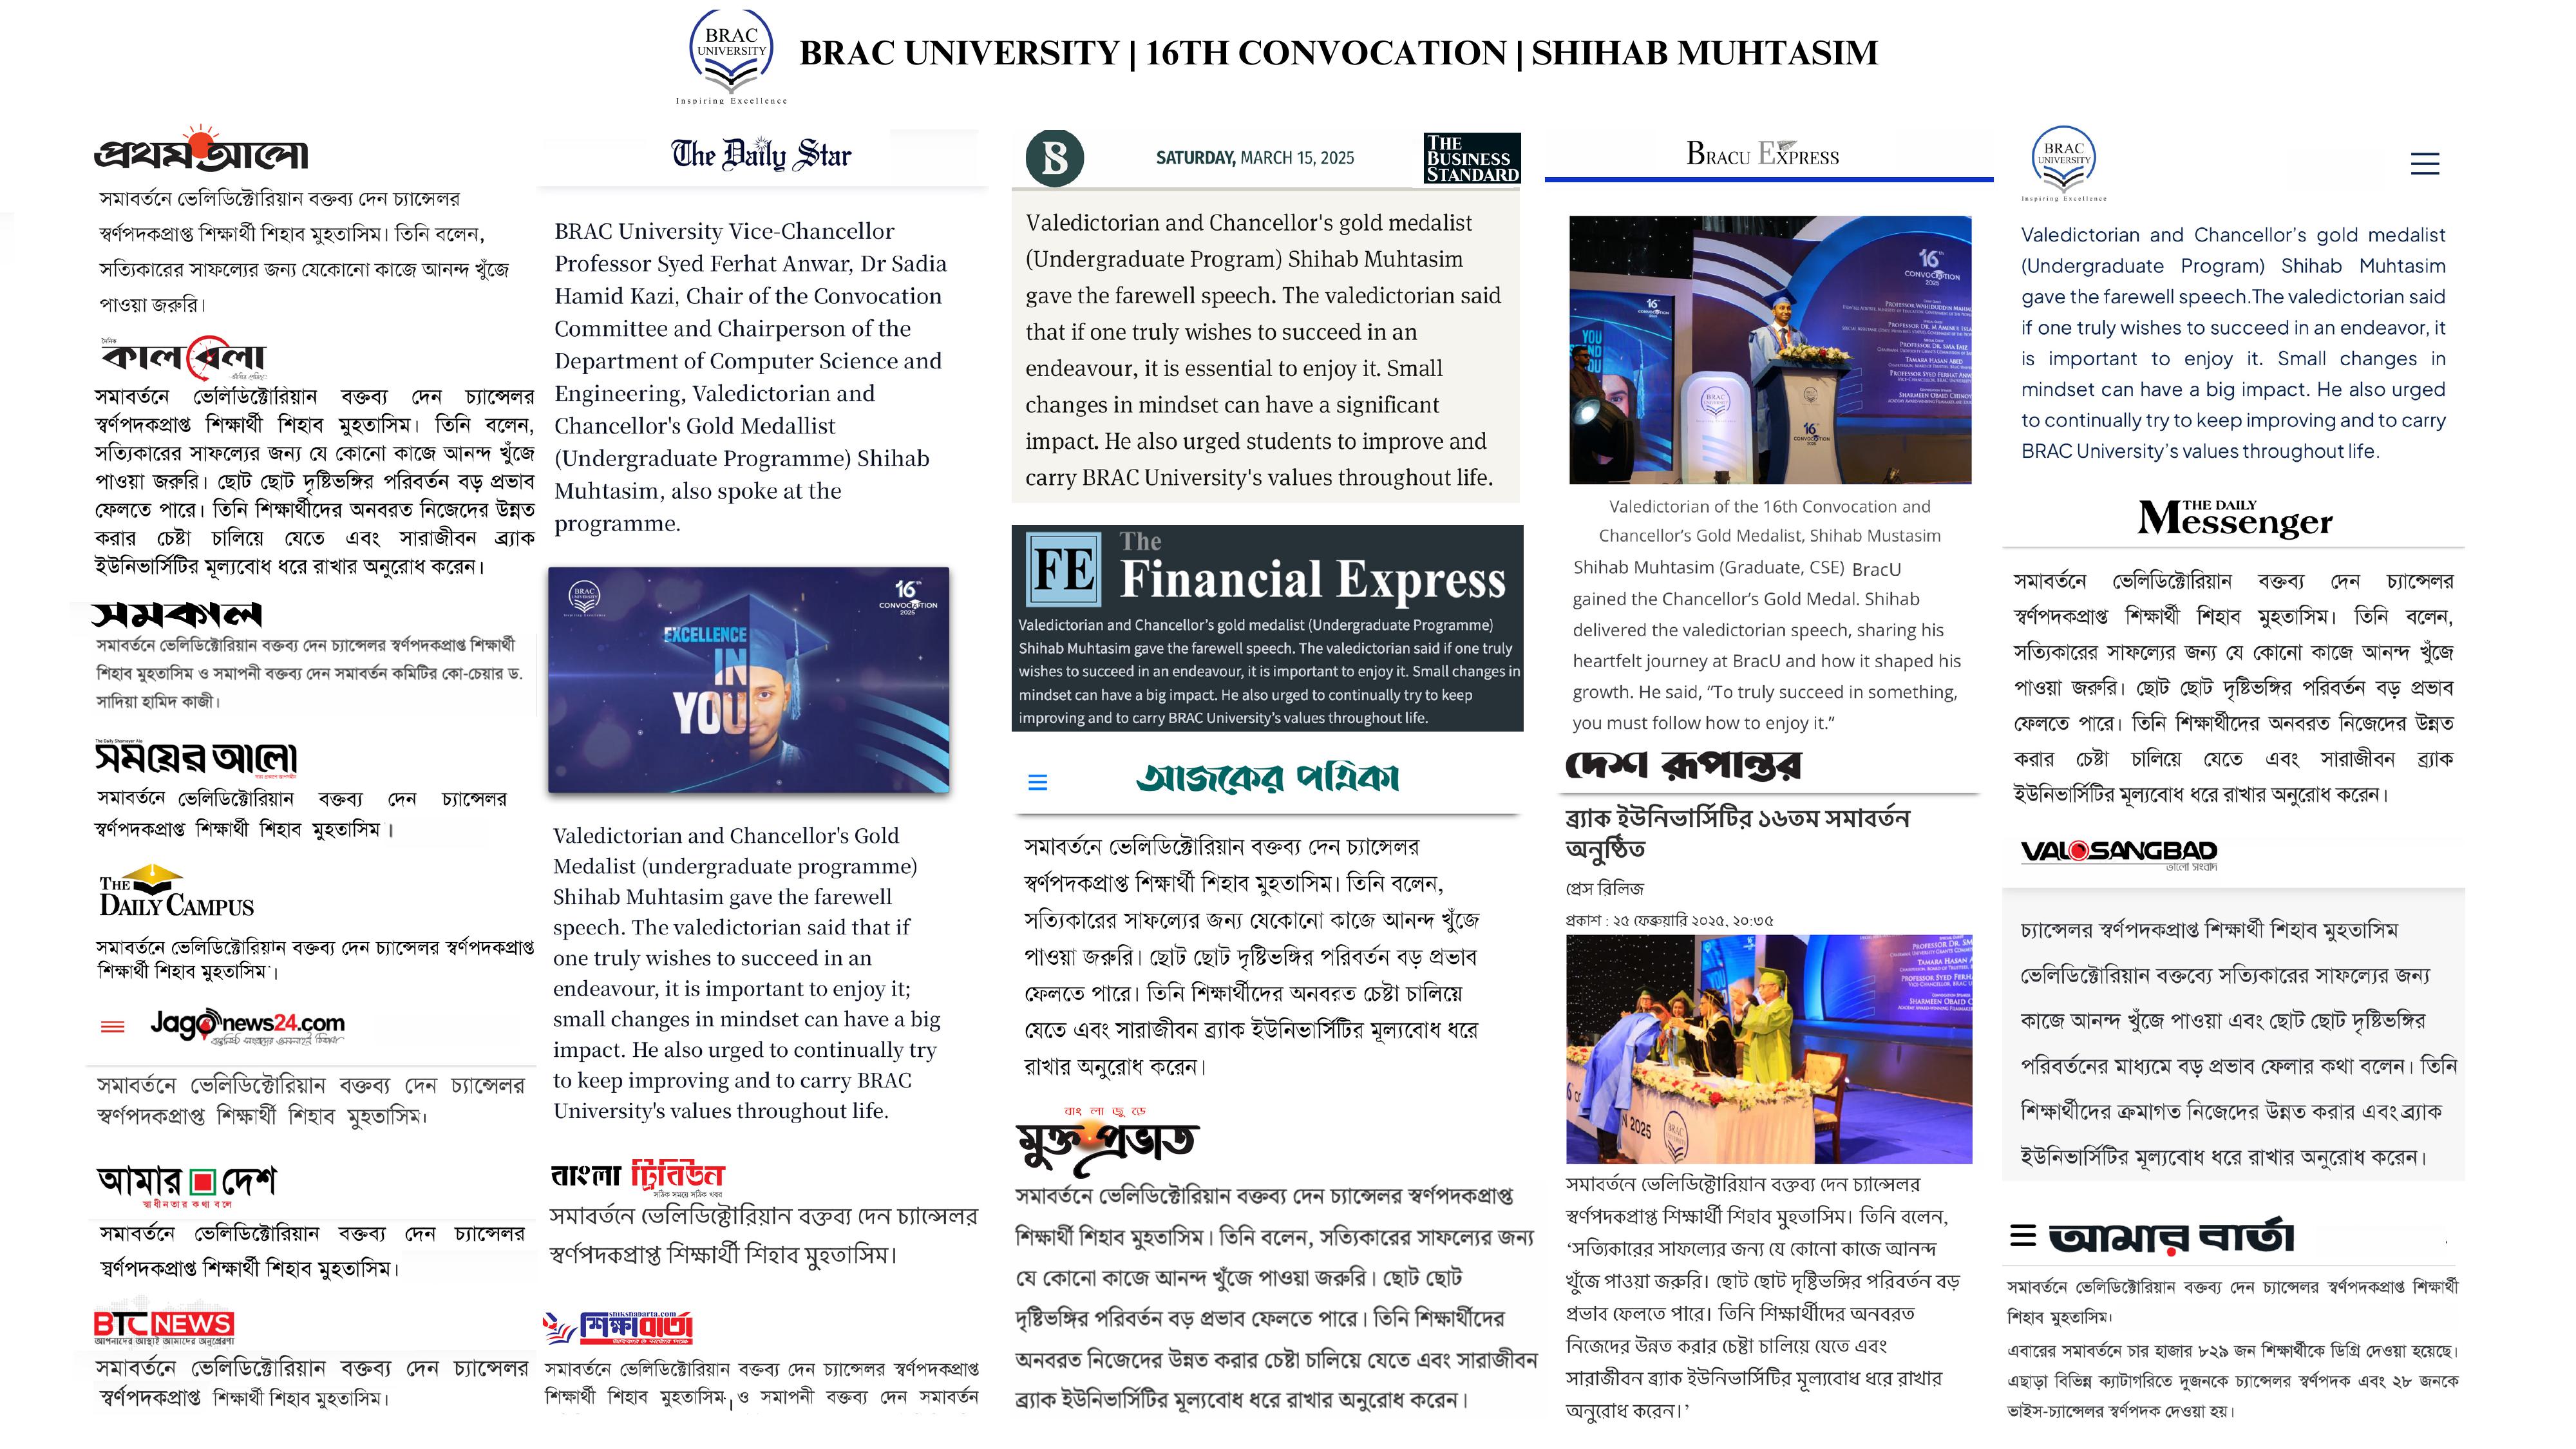 BRAC
UNIVERSITY
Inspiring Excellence
BRAC UNIVERSITY | 16TH CONVOCATION | SHIHAB MUHTASIM
প্রথম আলো
সমাবর্তনে ভেলিডিক্টোরিয়ান বক্তব্য দেন চ্যান্সেলর
স্বর্ণপদকপ্রাপ্ত শিক্ষার্থী শিহাব মুহতাসিম। তিনি বলেন,
সত্যিকারের সাফল্যের জন্য যেকোনো কাজে আনন্দ খুঁজে
পাওয়া জরুরি।
দৈনিক
কালবেলা
সমাবর্তনে ভেলিডিক্টোরিয়ান বক্তব্য দেন চ্যান্সেলর
স্বর্ণপদকপ্রাপ্ত শিক্ষার্থী শিহাব মুহতাসিম। তিনি বলেন,
সত্যিকারের সাফল্যের জন্য যে কোনো কাজে আনন্দ খুঁজে
পাওয়া জরুরি। ছোট ছোট দৃষ্টিভঙ্গির পরিবর্তন বড় প্রভাব
ফেলতে পারে। তিনি শিক্ষার্থীদের অনবরত নিজেদের উন্নত
করার চেষ্টা চালিয়ে যেতে এবং সারাজীবন ব্র্যাক
ইউনিভার্সিটির মূল্যবোধ ধরে রাখার অনুরোধ করেন।
সমকাল
সমাবর্তনে ভেলিডিক্টোরিয়ান বক্তব্য দেন চ্যান্সেলর স্বর্ণপদকপ্রাপ্ত শিক্ষার্থী
শিহাব মুহতাসিম ও সমাপনী বক্তব্য দেন সমাবর্তন কমিটির কো-চেয়ার ড.
সাদিয়া হামিদ কাজী।
The Daily Shomoyer Alo
সময়ের আলো
সমাবর্তনে ভেলিডিক্টোরিয়ান বক্তব্য দেন চ্যান্সেলর
স্বর্ণপদকপ্রাপ্ত শিক্ষার্থী শিহাব মুহতাসিম।
THE
DAILY CAMPUS
সমাবর্তনে ভেলিডিক্টোরিয়ান বক্তব্য দেন চ্যান্সেলর স্বর্ণপদকপ্রাপ্ত
শিক্ষার্থী শিহাব মুহতাসিম।
Jagonews24.com
সমাবর্তনে ভেলিডিক্টোরিয়ান বক্তব্য দেন চ্যান্সেলর
স্বর্ণপদকপ্রাপ্ত শিক্ষার্থী শিহাব মুহতাসিম।
আমার দেশ
স্বাধীনতার কথা বলে
সমাবর্তনে ভেলিডিক্টোরিয়ান বক্তব্য দেন চ্যান্সেলর
স্বর্ণপদকপ্রাপ্ত শিক্ষার্থী শিহাব মুহতাসিম।
BTC NEWS
আপনাদের আস্থাই আমাদের অনুপ্রেরণা
সমাবর্তনে ভেলিডিক্টোরিয়ান বক্তব্য দেন চ্যান্সেলর
স্বর্ণপদকপ্রাপ্ত শিক্ষার্থী শিহাব মুহতাসিম।
The Daily Star
BRAC University Vice-Chancellor
Professor Syed Ferhat Anwar, Dr Sadia
Hamid Kazi, Chair of the Convocation
Committee and Chairperson of the
Department of Computer Science and
Engineering, Valedictorian and
Chancellor's Gold Medallist
(Undergraduate Programme) Shihab
Muhtasim, also spoke at the
programme.
BRAC
UNIVERSITY
16
CONVOCATION
2025
EXCELLENCE
IN
YOU
Valedictorian and Chancellor's Gold
Medalist (undergraduate programme)
Shihab Muhtasim gave the farewell
speech. The valedictorian said that if
one truly wishes to succeed in an
endeavour, it is important to enjoy it;
small changes in mindset can have a big
impact. He also urged to continually try
to keep improving and to carry BRAC
University's values throughout life.
বাংলা ট্রিবিউন
সঠিক সময়ে সঠিক খবর
সমাবর্তনে ভেলিডিক্টোরিয়ান বক্তব্য দেন চ্যান্সেলর
স্বর্ণপদকপ্রাপ্ত শিক্ষার্থী শিহাব মুহতাসিম।
shikshabarta.com
শিক্ষাবার্তা
সমাবর্তনে ভেলিডিক্টোরিয়ান বক্তব্য দেন চ্যান্সেলর স্বর্ণপদকপ্রাপ্ত
শিক্ষার্থী শিহাব মুহতাসিম। ও সমাপনী বক্তব্য দেন সমাবর্তন
B
SATURDAY, MARCH 15, 2025
THE
BUSINESS
STANDARD
Valedictorian and Chancellor's gold medalist
(Undergraduate Program) Shihab Muhtasim
gave the farewell speech. The valedictorian said
that if one truly wishes to succeed in an
endeavour, it is essential to enjoy it. Small
changes in mindset can have a significant
impact. He also urged students to improve and
carry BRAC University's values throughout life.
FE
The
Financial Express
Valedictorian and Chancellor's gold medalist (Undergraduate Programme)
Shihab Muhtasim gave the farewell speech. The valedictorian said if one truly
wishes to succeed in an endeavour, it is important to enjoy it. Small changes in
mindset can have a big impact. He also urged to continually try to keep
improving and to carry BRAC University's values throughout life.
আজকের পত্রিকা
সমাবর্তনে ভেলিডিক্টোরিয়ান বক্তব্য দেন চ্যান্সেলর
স্বর্ণপদকপ্রাপ্ত শিক্ষার্থী শিহাব মুহতাসিম। তিনি বলেন,
সত্যিকারের সাফল্যের জন্য যেকোনো কাজে আনন্দ খুঁজে
পাওয়া জরুরি। ছোট ছোট দৃষ্টিভঙ্গির পরিবর্তন বড় প্রভাব
ফেলতে পারে। তিনি শিক্ষার্থীদের অনবরত চেষ্টা চালিয়ে
যেতে এবং সারাজীবন ব্র্যাক ইউনিভার্সিটির মূল্যবোধ ধরে
রাখার অনুরোধ করেন।
বাংলা জুড়ে
মুক্ত প্রভাত
সমাবর্তনে ভেলিডিক্টোরিয়ান বক্তব্য দেন চ্যান্সেলর স্বর্ণপদকপ্রাপ্ত
শিক্ষার্থী শিহাব মুহতাসিম। তিনি বলেন, সত্যিকারের সাফল্যের জন্য
যে কোনো কাজে আনন্দ খুঁজে পাওয়া জরুরি। ছোট ছোট
দৃষ্টিভঙ্গির পরিবর্তন বড় প্রভাব ফেলতে পারে। তিনি শিক্ষার্থীদের
অনবরত নিজেদের উন্নত করার চেষ্টা চালিয়ে যেতে এবং সারাজীবন
ব্র্যাক ইউনিভার্সিটির মূল্যবোধ ধরে রাখার অনুরোধ করেন।
BRACU EXPRESS
16
CONVOCATION
2025
YOU
Valedictorian of the 16th Convocation and
Chancellor's Gold Medalist, Shihab Mustasim
Shihab Muhtasim (Graduate, CSE) BracU
gained the Chancellor's Gold Medal. Shihab
delivered the valedictorian speech, sharing his
heartfelt journey at BracU and how it shaped his
growth. He said, "To truly succeed in something,
you must follow how to enjoy it."
দেশ রূপান্তর
ব্র্যাক ইউনিভার্সিটির ১৬তম সমাবর্তন
অনুষ্ঠিত
প্রেস রিলিজ
প্রকাশ : ২৫ ফেব্রুয়ারি ২০২৫, ২০:৩৫
সমাবর্তনে ভেলিডিক্টোরিয়ান বক্তব্য দেন চ্যান্সেলর
স্বর্ণপদকপ্রাপ্ত শিক্ষার্থী শিহাব মুহতাসিম। তিনি বলেন,
‘সত্যিকারের সাফল্যের জন্য যে কোনো কাজে আনন্দ
খুঁজে পাওয়া জরুরি। ছোট ছোট দৃষ্টিভঙ্গির পরিবর্তন বড়
প্রভাব ফেলতে পারে। তিনি শিক্ষার্থীদের অনবরত
নিজেদের উন্নত করার চেষ্টা চালিয়ে যেতে এবং
সারাজীবন ব্র্যাক ইউনিভার্সিটির মূল্যবোধ ধরে রাখার
অনুরোধ করেন।’
BRAC
UNIVERSITY
Inspiring Excellence
Valedictorian and Chancellor's gold medalist
(Undergraduate Program) Shihab Muhtasim
gave the farewell speech.The valedictorian said
if one truly wishes to succeed in an endeavor, it
is important to enjoy it. Small changes in
mindset can have a big impact. He also urged
to continually try to keep improving and to carry
BRAC University's values throughout life.
THE DAILY
Messenger
সমাবর্তনে ভেলিডিক্টোরিয়ান বক্তব্য দেন চ্যান্সেলর
স্বর্ণপদকপ্রাপ্ত শিক্ষার্থী শিহাব মুহতাসিম। তিনি বলেন,
সত্যিকারের সাফল্যের জন্য যে কোনো কাজে আনন্দ খুঁজে
পাওয়া জরুরি। ছোট ছোট দৃষ্টিভঙ্গির পরিবর্তন বড় প্রভাব
ফেলতে পারে। তিনি শিক্ষার্থীদের অনবরত নিজেদের উন্নত
করার চেষ্টা চালিয়ে যেতে এবং সারাজীবন ব্র্যাক
ইউনিভার্সিটির মূল্যবোধ ধরে রাখার অনুরোধ করেন।
VALOSANGBAD
ভালো সংবাদ
চ্যান্সেলর স্বর্ণপদকপ্রাপ্ত শিক্ষার্থী শিহাব মুহতাসিম
ভেলিডিক্টোরিয়ান বক্তব্যে সত্যিকারের সাফল্যের জন্য
কাজে আনন্দ খুঁজে পাওয়া এবং ছোট ছোট দৃষ্টিভঙ্গির
পরিবর্তনের মাধ্যমে বড় প্রভাব ফেলার কথা বলেন। তিনি
শিক্ষার্থীদের ক্রমাগত নিজেদের উন্নত করার এবং ব্র্যাক
ইউনিভার্সিটির মূল্যবোধ ধরে রাখার অনুরোধ করেন।
আমার বার্তা
সমাবর্তনে ভেলিডিক্টোরিয়ান বক্তব্য দেন চ্যান্সেলর স্বর্ণপদকপ্রাপ্ত শিক্ষার্থী
শিহাব মুহতাসিম।
এবারের সমাবর্তনে চার হাজার ৮২৯ জন শিক্ষার্থীকে ডিগ্রি দেওয়া হয়েছে।
এছাড়া বিভিন্ন ক্যাটাগরিতে দুজনকে চ্যান্সেলর স্বর্ণপদক এবং ২৮ জনকে
ভাইস-চ্যান্সেলর স্বর্ণপদক দেওয়া হয়।